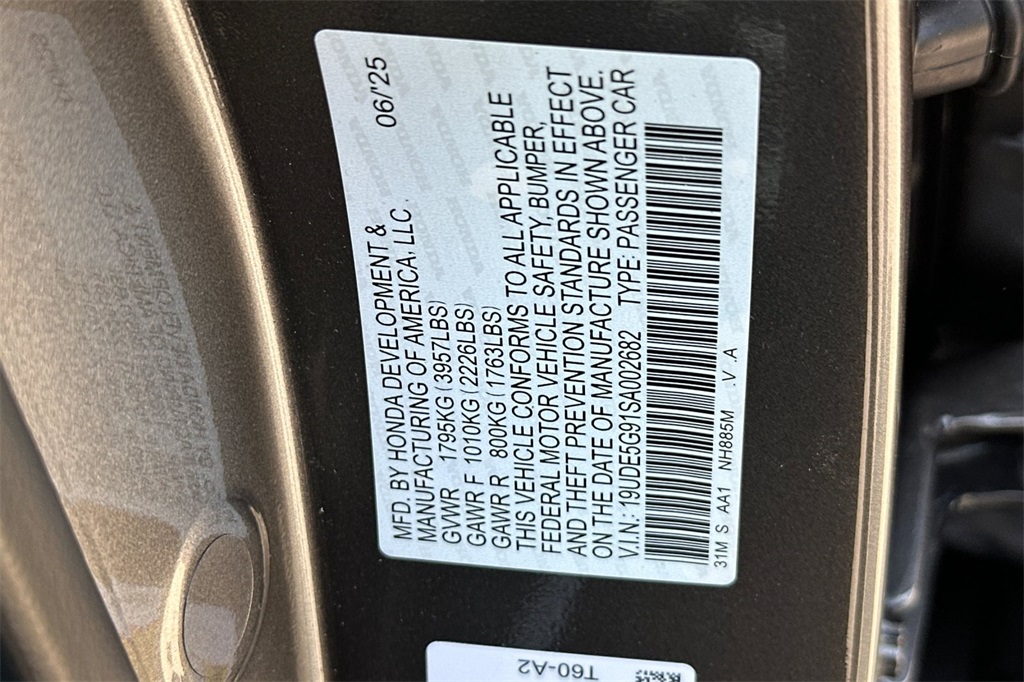 06/'25
MFD. BY HONDA DEVELOPMENT &
MANUFACTURING OF AMERICA, LLC.
GVWR 1795KG (3957LBS)
GAWR F 1010KG (2226LBS)
GAWR R 800KG (1763LBS)
THIS VEHICLE CONFORMS TO ALL APPLICABLE
FEDERAL MOTOR VEHICLE SAFETY, BUMPER,
AND THEFT PREVENTION STANDARDS IN EFFECT
ON THE DATE OF MANUFACTURE SHOWN ABOVE.
V.I.N.: 19UDE5G91SA002682 TYPE: PASSENGER CAR
31M S AA1 NH885M .V .A
T60-A2